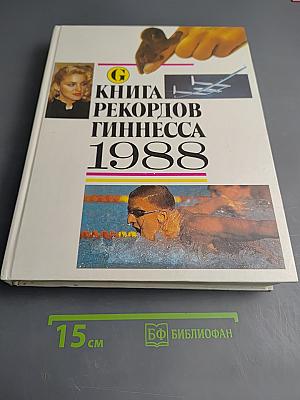 G
КНИГА
РЕКОРДОВ
ГИННЕССА
1988
15 см
БФ БИБЛИОФАН